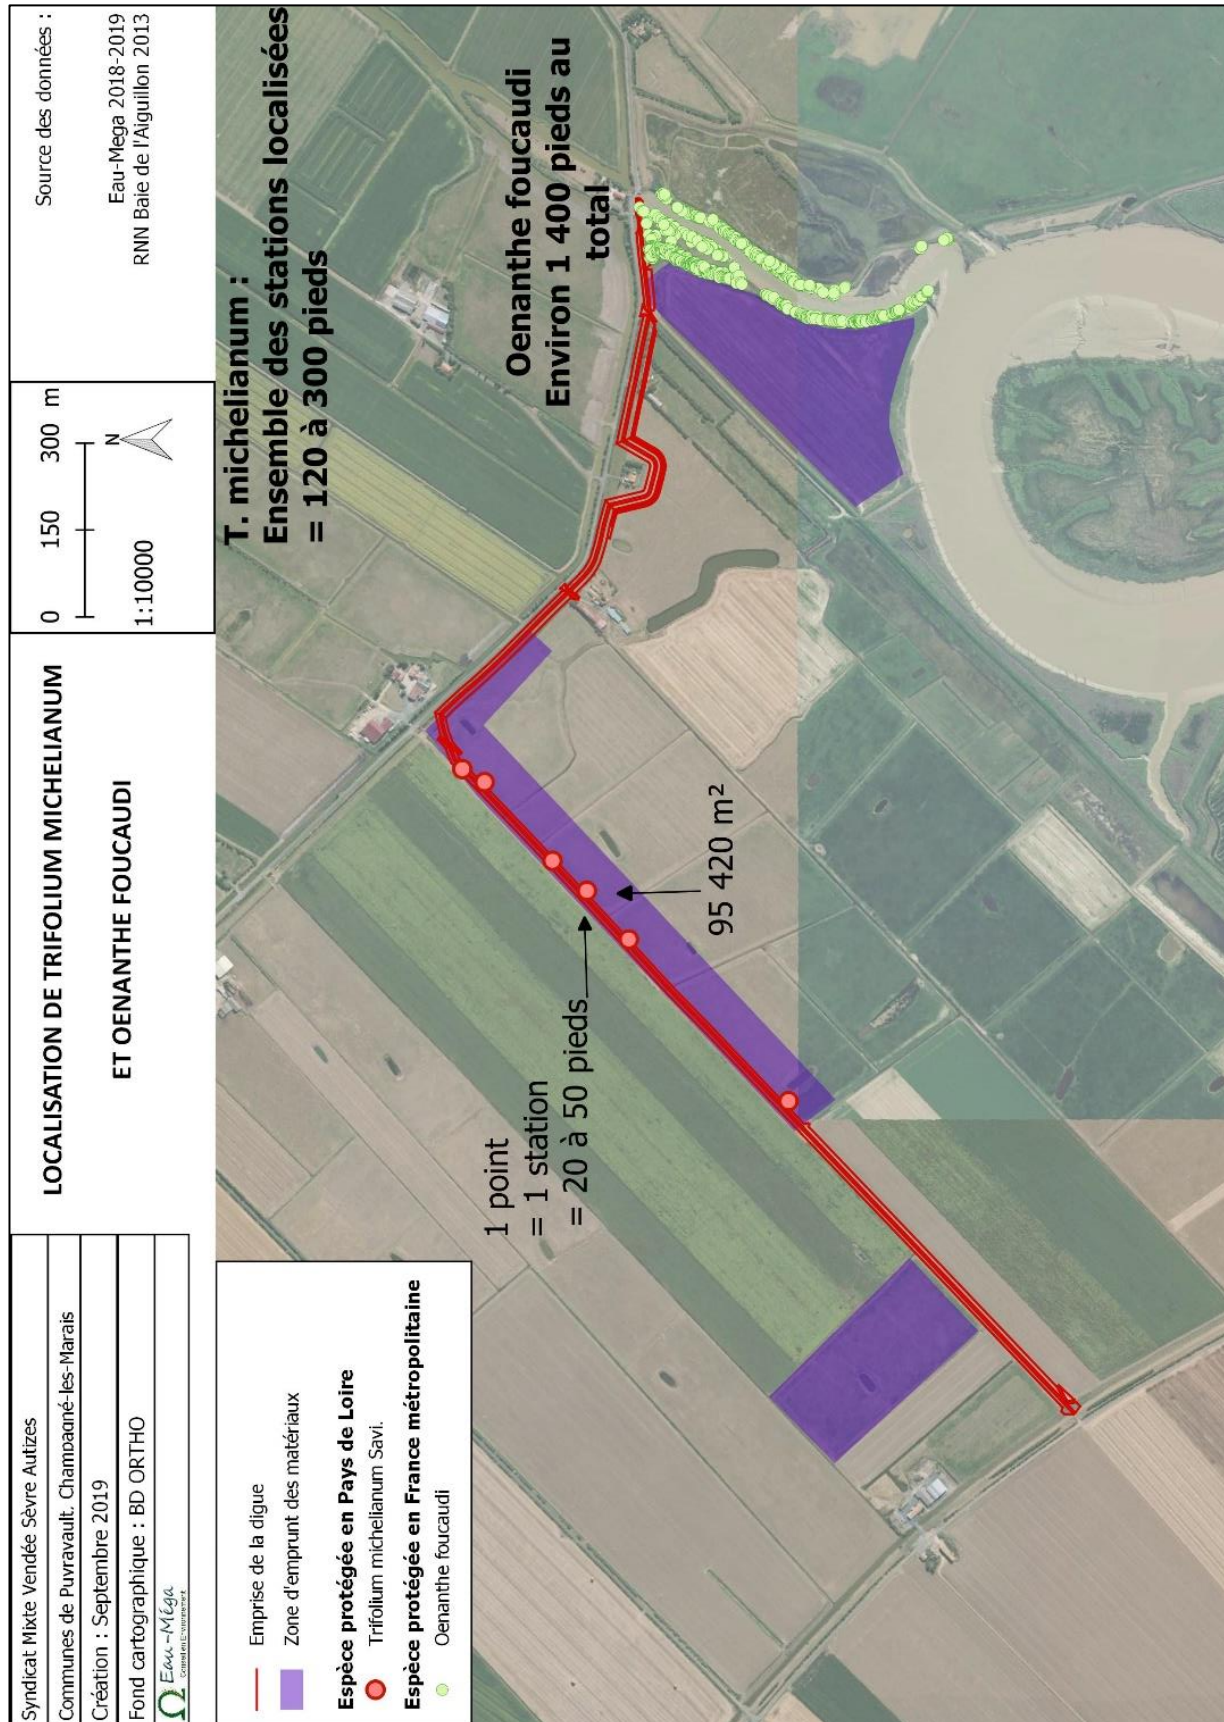 Syndicat Mixte Vendée Sèvre Autizes
Communes de Puyravault, Champagné-les-Marais
Création : Septembre 2019
Fond cartographique : BD ORTHO
Eau-Méga
Conseil en Environnement
LOCALISATION DE TRIFOLIUM MICHELIANUM
ET OENANTHE FOUCAUDI
0 150 300 m
1:10000
N
Source des données :
Eau-Mega 2018-2019
RNN Baie de l'Aiguillon 2013
Emprise de la digue
Zone d'emprunt des matériaux
Espèce protégée en Pays de Loire
Trifolium michelianum Savi.
Espèce protégée en France métropolitaine
Oenanthe foucaudi
T. michelianum :
Ensemble des stations localisées
= 120 à 300 pieds
1 point
= 1 station
= 20 à 50 pieds
95 420 m²
Oenanthe foucaudi
Environ 1 400 pieds au
total